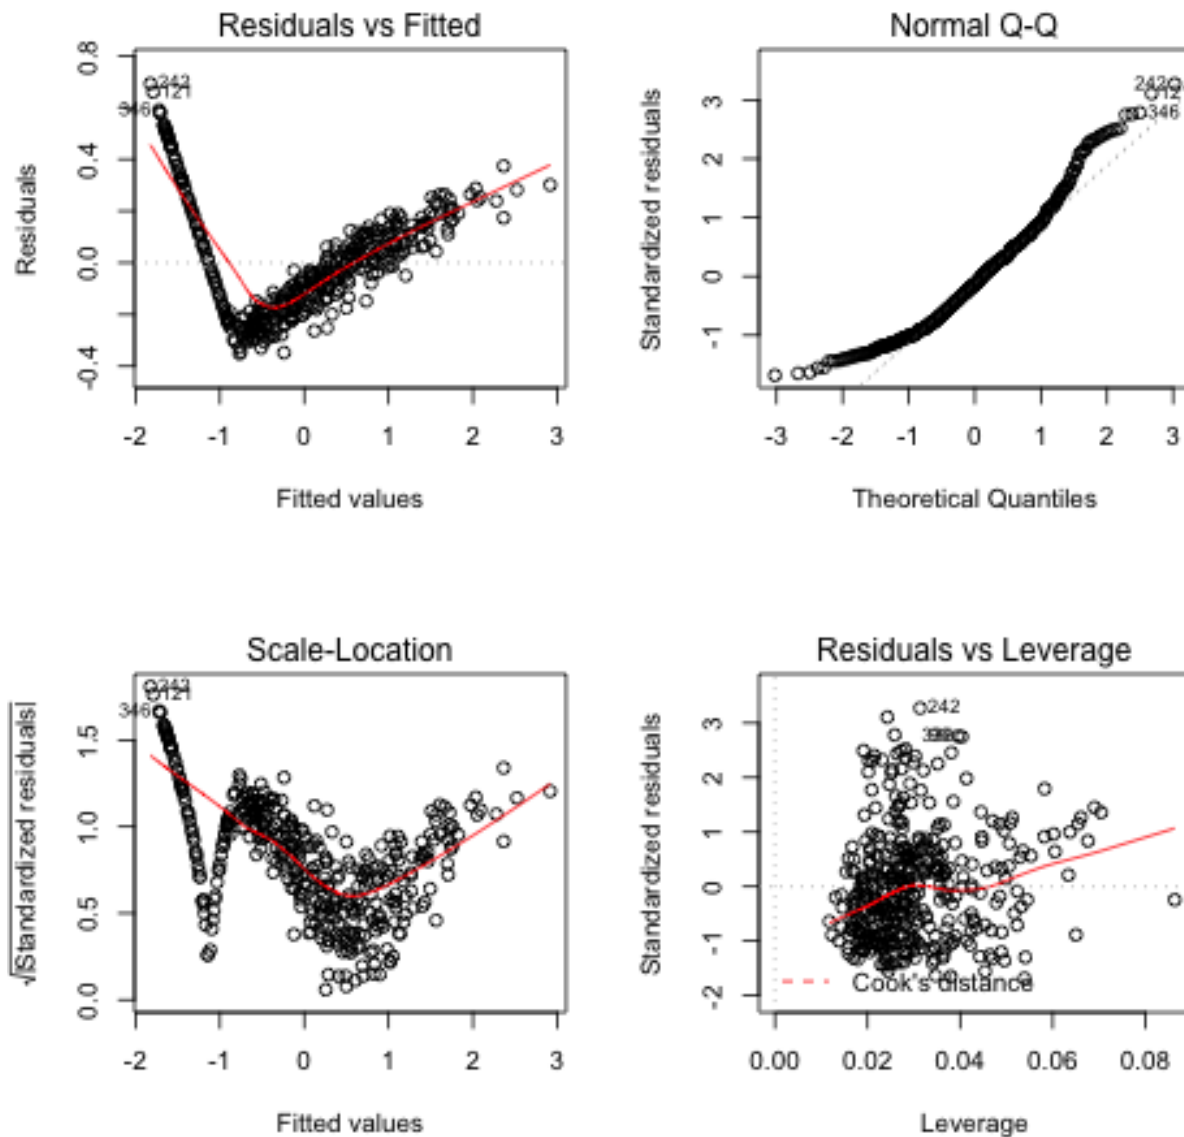 Residuals vs Fitted
Residuals
0.8
0.4
0.0
-0.4
242
121
346
-2 -1 0 1 2 3
Fitted values
Normal Q-Q
Standardized residuals
3
2
1
0
-1
242
346
-3 -2 -1 0 1 2 3
Theoretical Quantiles
Scale-Location
√|Standardized residuals|
1.5
1.0
0.5
0.0
242
121
346
-2 -1 0 1 2 3
Fitted values
Residuals vs Leverage
Standardized residuals
3
2
1
0
-1
-2
242
Cook's distance
0.00 0.02 0.04 0.06 0.08
Leverage